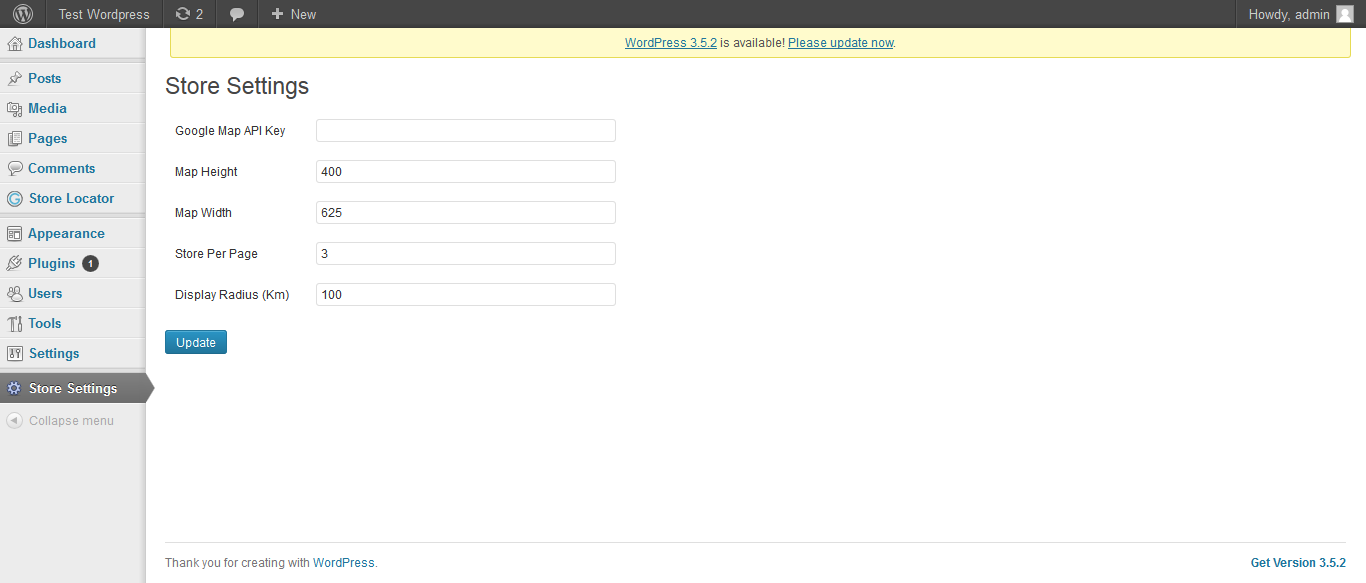 Test Wordpress 2 New Howdy, admin
WordPress 3.5.2 is available! Please update now.
Dashboard
Posts
Media
Pages
Comments
Store Locator
Appearance
Plugins 1
Users
Tools
Settings
Store Settings
Collapse menu
Store Settings
Google Map API Key
Map Height 400
Map Width 625
Store Per Page 3
Display Radius (Km) 100
Update
Thank you for creating with WordPress. Get Version 3.5.2